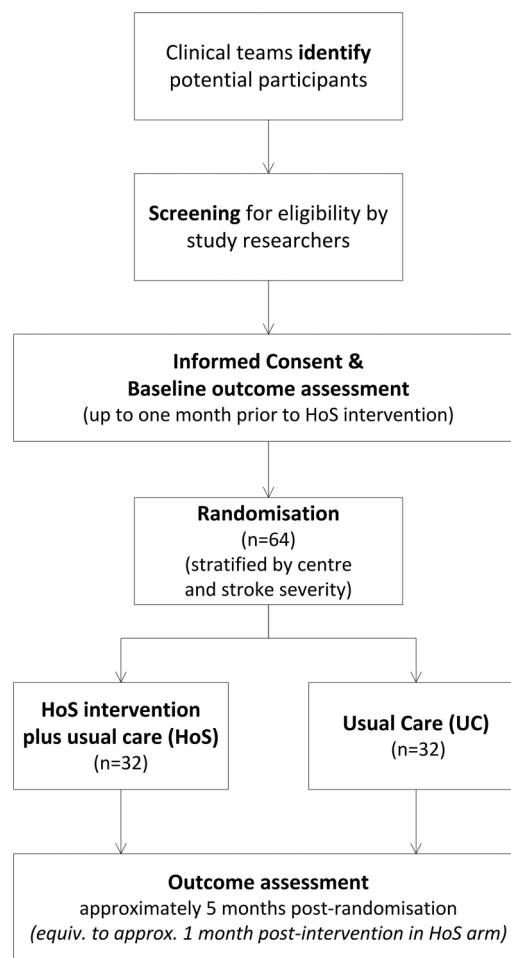 Clinical teams identify
potential participants
Screening for eligibility by
study researchers
Informed Consent &
Baseline outcome assessment
(up to one month prior to HoS intervention)
Randomisation
(n=64)
(stratified by centre
and stroke severity)
HoS intervention
plus usual care (HoS)
(n=32)
Usual Care (UC)
(n=32)
Outcome assessment
approximately 5 months post-randomisation
(equiv. to approx. 1 month post-intervention in HoS arm)